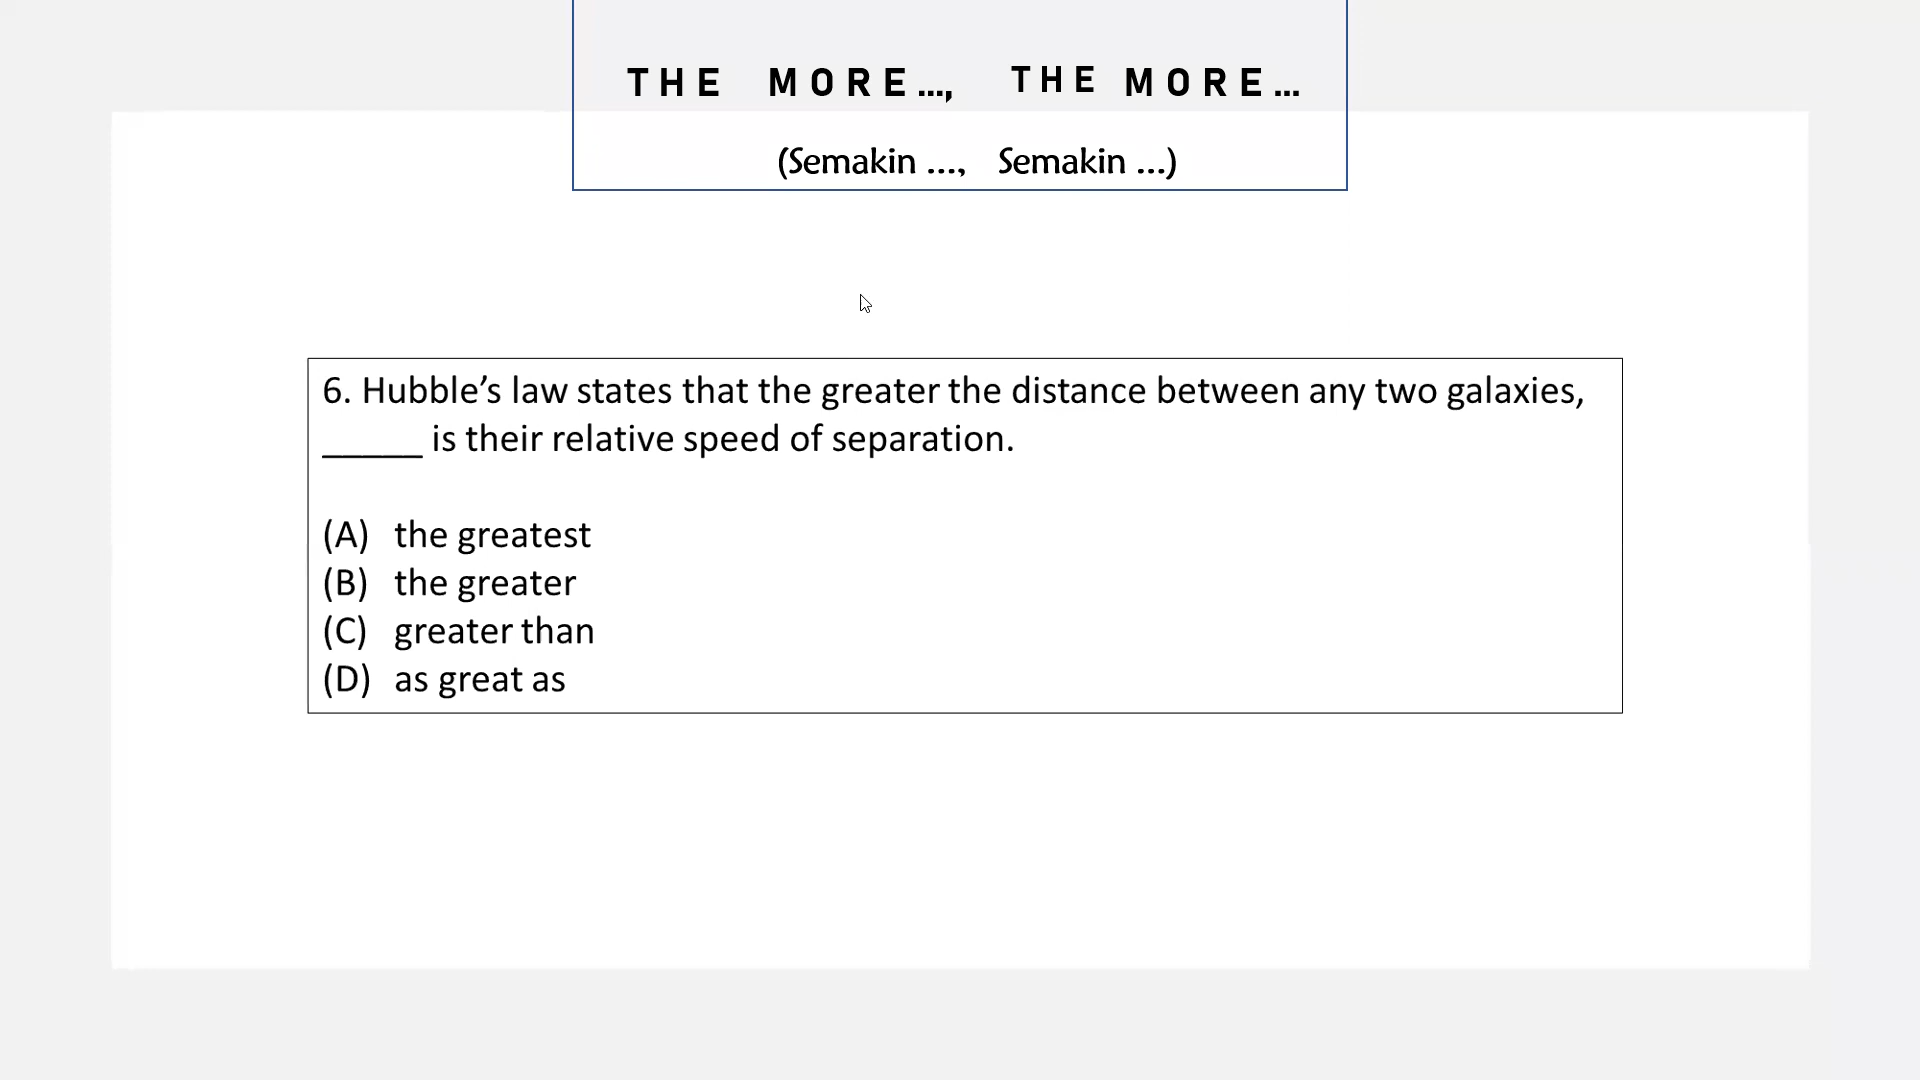 THE MORE…, THE MORE…
(Semakin …, Semakin …)
6. Hubble’s law states that the greater the distance between any two galaxies,
_____ is their relative speed of separation.
(A) the greatest
(B) the greater
(C) greater than
(D) as great as